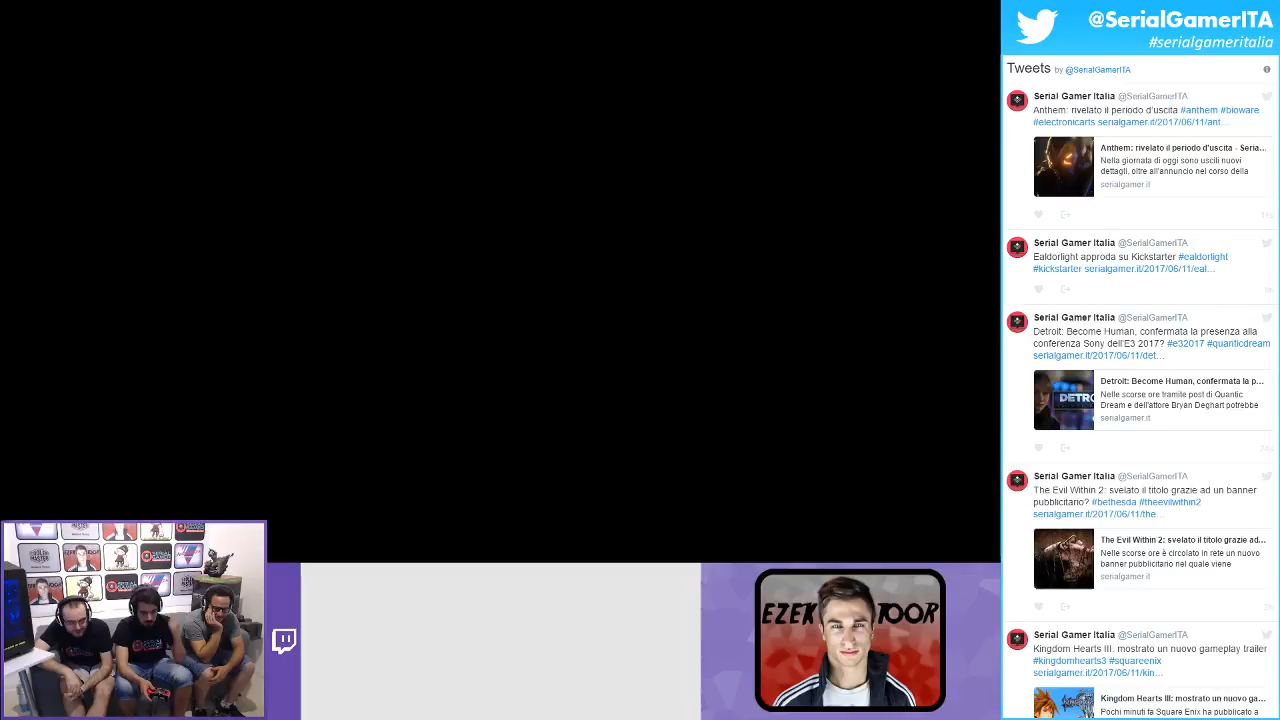 @SerialGamerITA
#serialgameritalia
Tweets by @SerialGamerITA
Serial Gamer Italia @SerialGamerITA
Anthem: rivelato il periodo d'uscita #anthem #bioware
#electronicarts serialgamer.it/2017/06/11/ant…
Anthem: rivelato il periodo d'uscita - Seria…
Nella giornata di oggi sono usciti nuovi
dettagli, oltre all'annuncio nel corso della
serialgamer.it
Serial Gamer Italia @SerialGamerITA
Ealdorlight approda su Kickstarter #ealdorlight
#kickstarter serialgamer.it/2017/06/11/eal…
Serial Gamer Italia @SerialGamerITA
Detroit: Become Human, confermata la presenza alla
conferenza Sony dell'E3 2017? #e32017 #quanticdream
serialgamer.it/2017/06/11/det…
DETRO
Detroit: Become Human, confermata la p…
Nelle scorse ore tramite post di Quantic
Dream e dell'attore Bryan Deghart potrebbe
serialgamer.it
Serial Gamer Italia @SerialGamerITA
The Evil Within 2: svelato il titolo grazie ad un banner
pubblicitario? #bethesda #theevilwithin2
serialgamer.it/2017/06/11/the…
The Evil Within 2: svelato il titolo grazie ad…
Nelle scorse ore è circolato in rete un nuovo
banner pubblicitario nel quale viene
serialgamer.it
Serial Gamer Italia @SerialGamerITA
Kingdom Hearts III: mostrato un nuovo gameplay trailer
#kingdomhearts3 #squareenix
serialgamer.it/2017/06/11/kin…
Kingdom Hearts III: mostrato un nuovo ga…
Pochi minuti fa Square Enix ha pubblicato a
EZEK TOOR